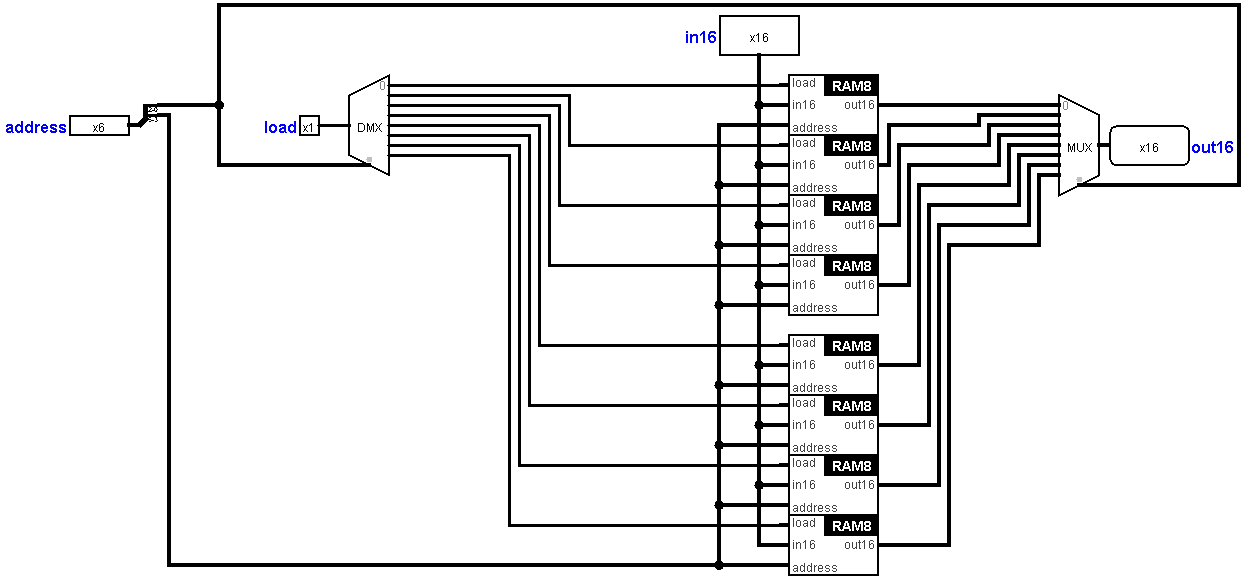 in16 x16
address x6
load x1
DMX
0
load RAM8
in16 out16
address
load RAM8
in16 out16
address
load RAM8
in16 out16
address
load RAM8
in16 out16
address
load RAM8
in16 out16
address
load RAM8
in16 out16
address
load RAM8
in16 out16
address
load RAM8
in16 out16
address
0
MUX
x16 out16